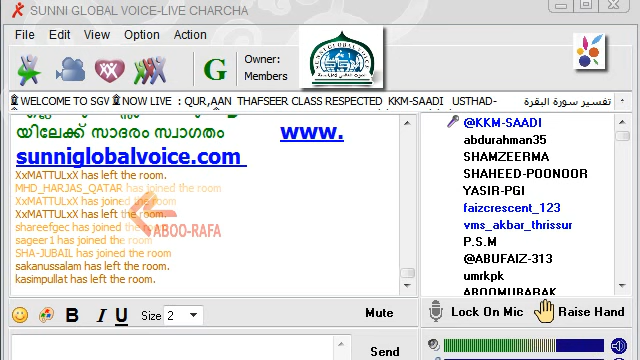 SUNNI GLOBAL VOICE-LIVE CHARCHA
File Edit View Option Action
G Owner:
Members
WELCOME TO SGV NOW LIVE : QUR,AAN THAFSEER CLASS RESPECTED KKM-SAADI USTHAD- تفسير سورة البقرة
യിലേക്ക് സാദരം സ്വാഗതം www.
sunniglobalvoice.com
XxMATTULxX has left the room.
MHD_HARJAS_QATAR has joined the room
XxMATTULxX has joined the room
XxMATTULxX has left the room.
shareefgec has joined the room
sageer1 has joined the room
SHA-JUBAIL has joined the room
sakanussalam has left the room.
kasimpullat has left the room.
ABOO-RAFA
@KKM-SAADI
abdurahman35
SHAMZEERMA
SHAHEED-POONOOR
YASIR-PGI
faizcrescent_123
vms_akbar_thrissur
P.S.M
@ABUFAIZ-313
umrkpk
ABOOMUBARAK
B I U Size 2 Mute
Lock On Mic Raise Hand
Send